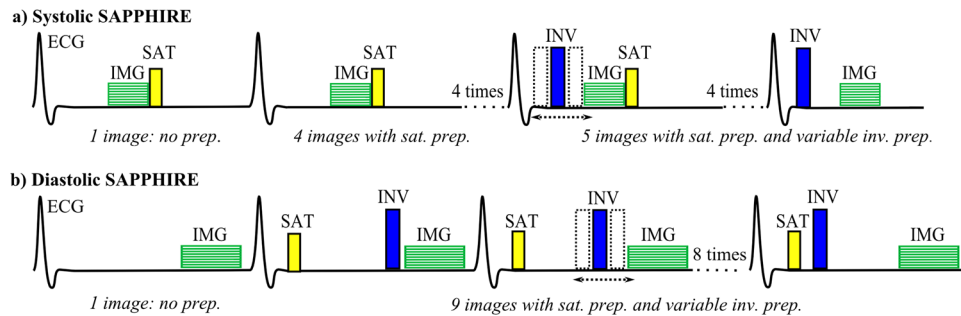 a) Systolic SAPPHIRE
ECG
IMG
SAT
IMG
SAT
4 times
INV
IMG
SAT
4 times
INV
IMG
1 image: no prep.
4 images with sat. prep.
5 images with sat. prep. and variable inv. prep.
b) Diastolic SAPPHIRE
ECG
IMG
SAT
INV
IMG
SAT
INV
IMG
8 times
SAT
INV
IMG
1 image: no prep.
9 images with sat. prep. and variable inv. prep.